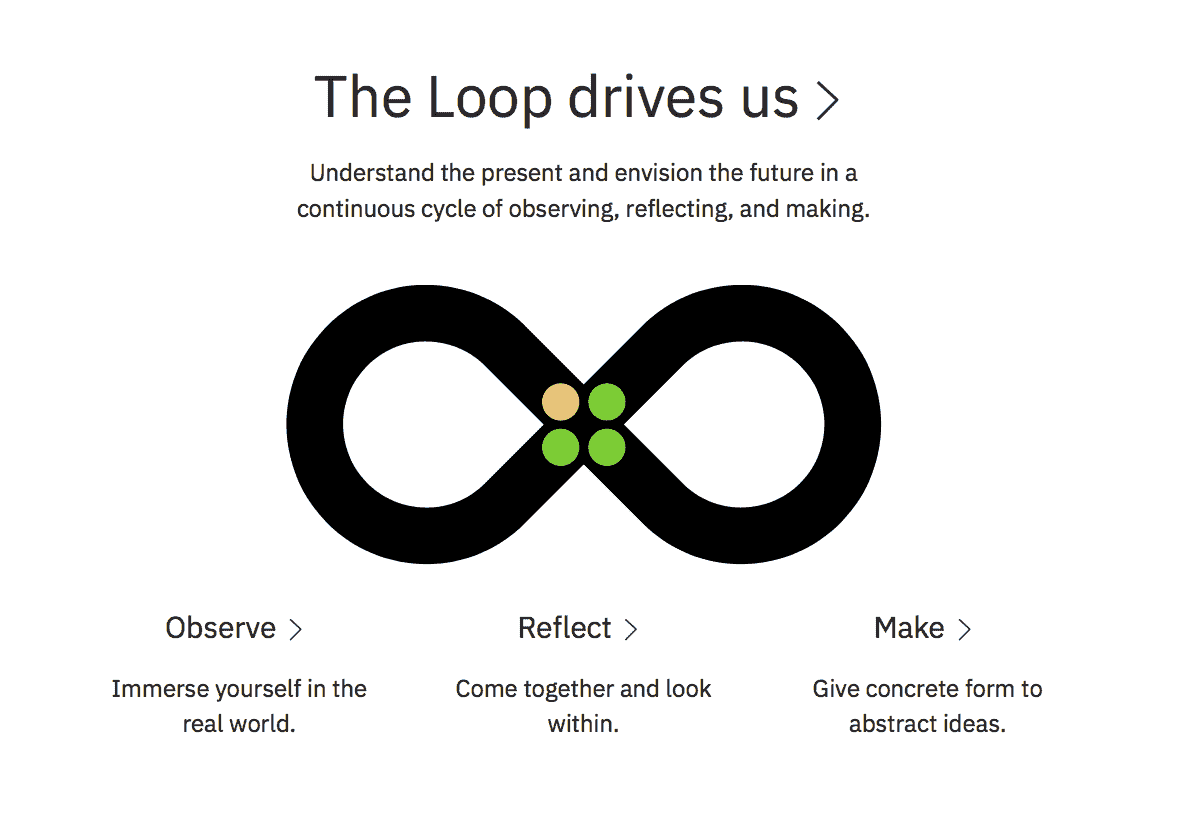 The Loop drives us >
Understand the present and envision the future in a
continuous cycle of observing, reflecting, and making.
Observe >
Immerse yourself in the
real world.
Reflect >
Come together and look
within.
Make >
Give concrete form to
abstract ideas.